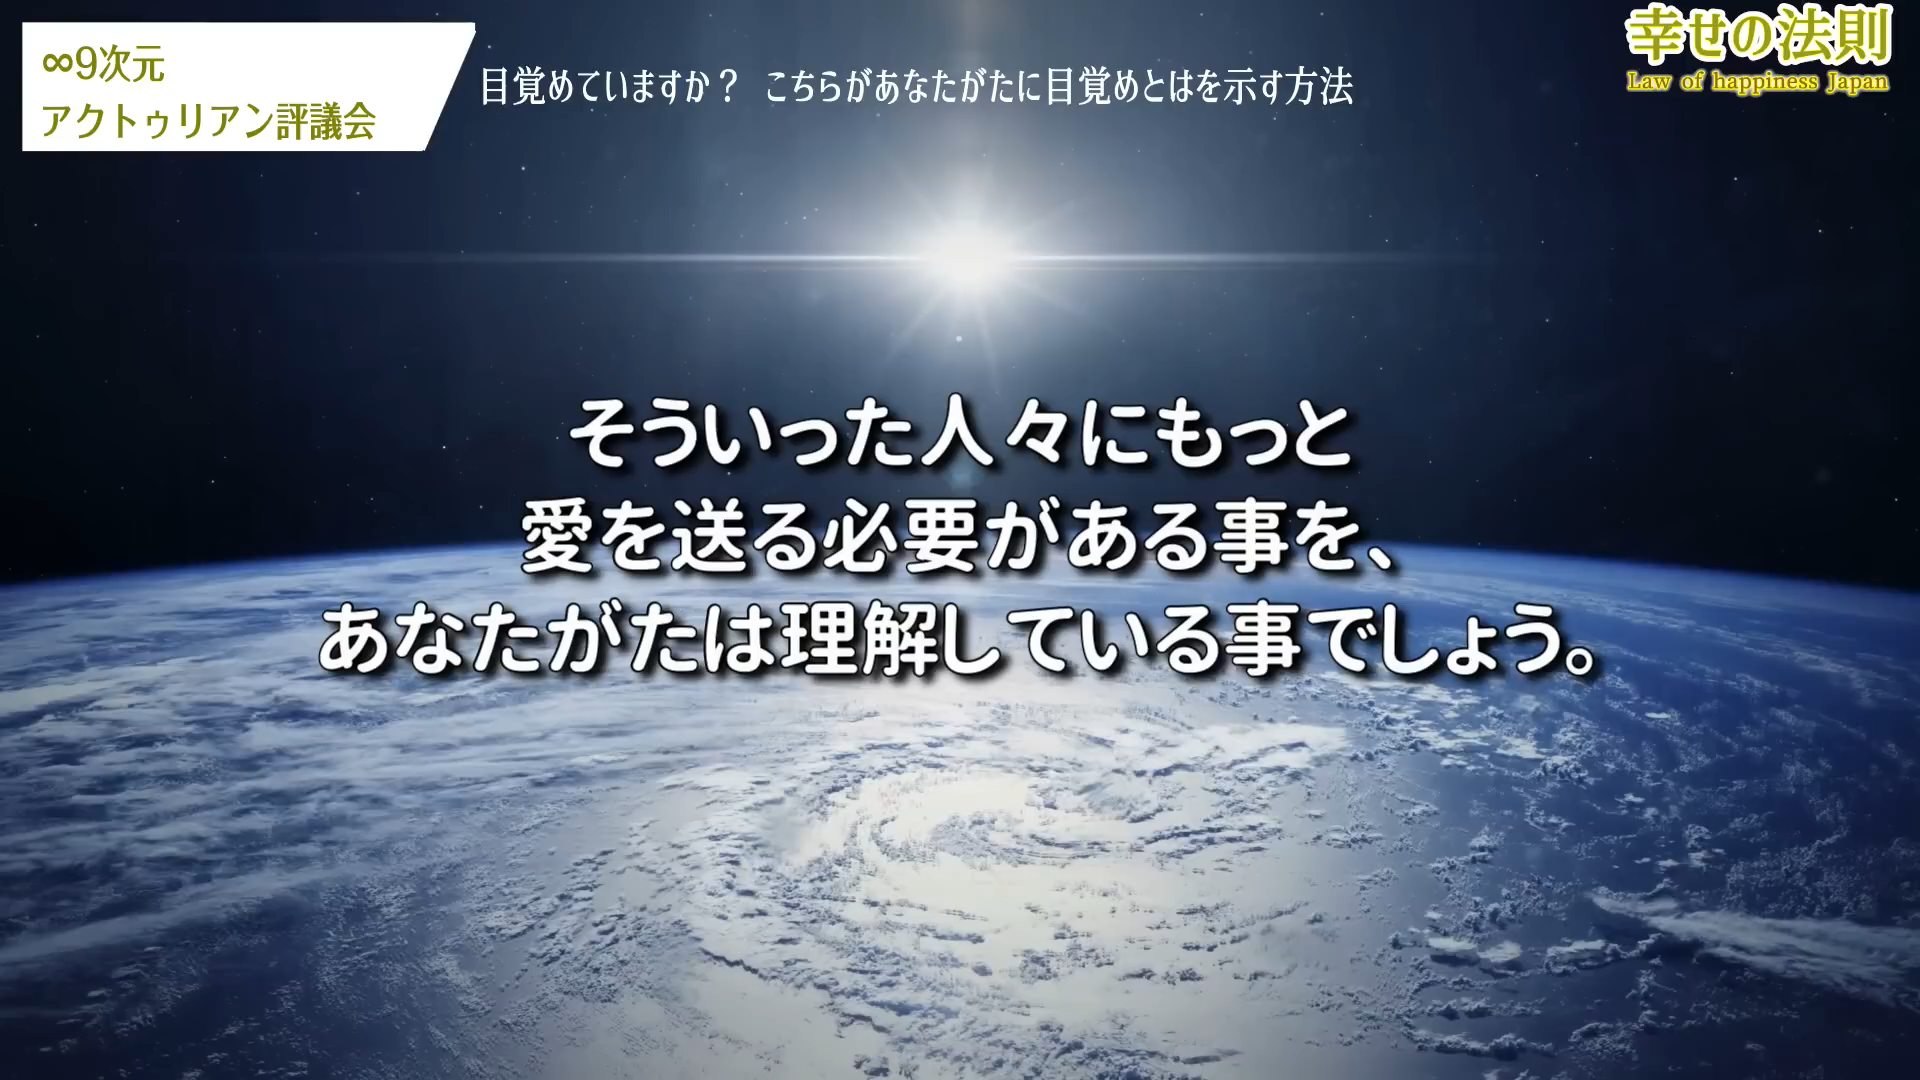 ∞9次元
アクトゥリアン評議会
目覚めていますか？ こちらがあなたがたに目覚めとはを示す方法
幸せの法則
Law of happiness Japan
そういった人々にもっと
愛を送る必要がある事を、
あなたがたは理解している事でしょう。